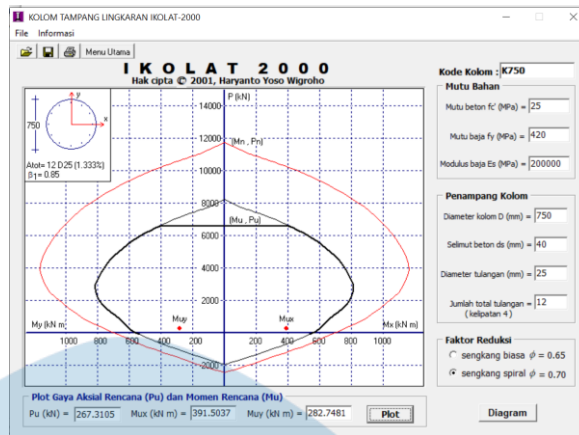 KOLOM TAMPANG LINGKARAN IKOLAT-2000
File Informasi
Menu Utama
I K O L A T 2 0 0 0
Hak cipta © 2001, Haryanto Yoso Wigroho
Kode Kolom : K750
Mutu Bahan
Mutu beton fc' (MPa) = 25
Mutu baja fy (MPa) = 420
Modulus baja Es (MPa) = 200000
Penampang Kolom
Diameter kolom D (mm) = 750
Selimut beton ds (mm) = 40
Diameter tulangan (mm) = 25
Jumlah total tulangan = 12
( kelipatan 4 )
Faktor Reduksi
sengkang biasa ϕ = 0.65
sengkang spiral ϕ = 0.70
Diagram
y
x
750
Atot= 12 D25 (1.333%)
β1= 0.85
P (kN)
14000
12000
(Mn , Pn)
10000
8000
(Mu , Pu)
6000
4000
2000
Muy Mux
My (kN m) Mx (kN m)
1000 800 600 400 200 200 400 600 800 1000
-2000
Plot Gaya Aksial Rencana (Pu) dan Momen Rencana (Mu)
Pu (kN) = 267.3105 Mux (kN m) = 391.5037 Muy (kN m) = 282.7481 Plot